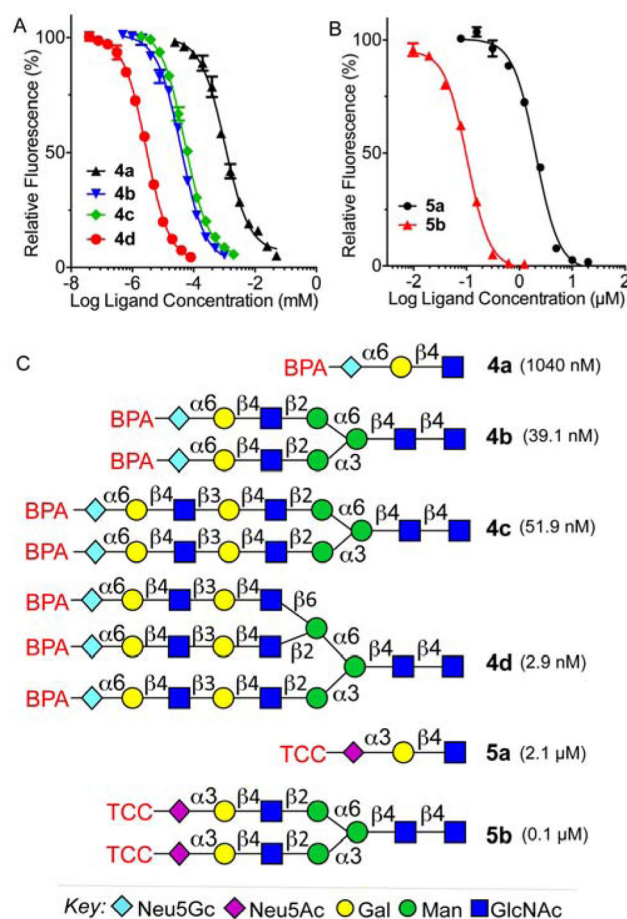 A
B
100
50
0
Relative Fluorescence (%)
4a
4b
4c
4d
-8 -6 -4 -2 0
Log Ligand Concentration (mM)
100
50
0
Relative Fluorescence (%)
5a
5b
-2 -1 0 1 2
Log Ligand Concentration (µM)
C
α6 β4
BPA 4a (1040 nM)
α6 β4 β2
BPA α6
β4 β4
4b (39.1 nM)
α6 β4 β2
BPA α3
α6 β4 β3 β4 β2
BPA α6
β4 β4
4c (51.9 nM)
α6 β4 β3 β4 β2
BPA α3
α6 β4 β3 β4
BPA β6
α6
α6 β4 β3 β4 β2
BPA
β4 β4
4d (2.9 nM)
α6 β4 β3 β4 β2 α3
BPA
α3 β4
TCC 5a (2.1 µM)
α3 β4 β2
TCC α6
β4 β4
5b (0.1 µM)
α3 β4 β2
TCC α3
Key: Neu5Gc Neu5Ac Gal Man GlcNAc